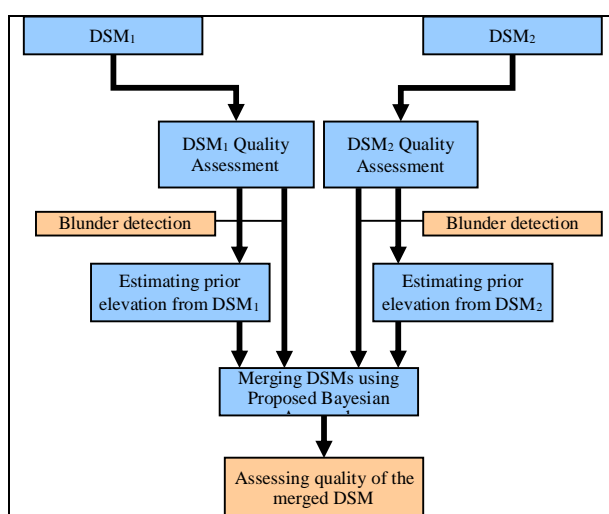 DSM₁
DSM₂
DSM₁ Quality
Assessment
DSM₂ Quality
Assessment
Blunder detection
Blunder detection
Estimating prior
elevation from DSM₁
Estimating prior
elevation from DSM₂
Merging DSMs using
Proposed Bayesian
Assessing quality of the
merged DSM